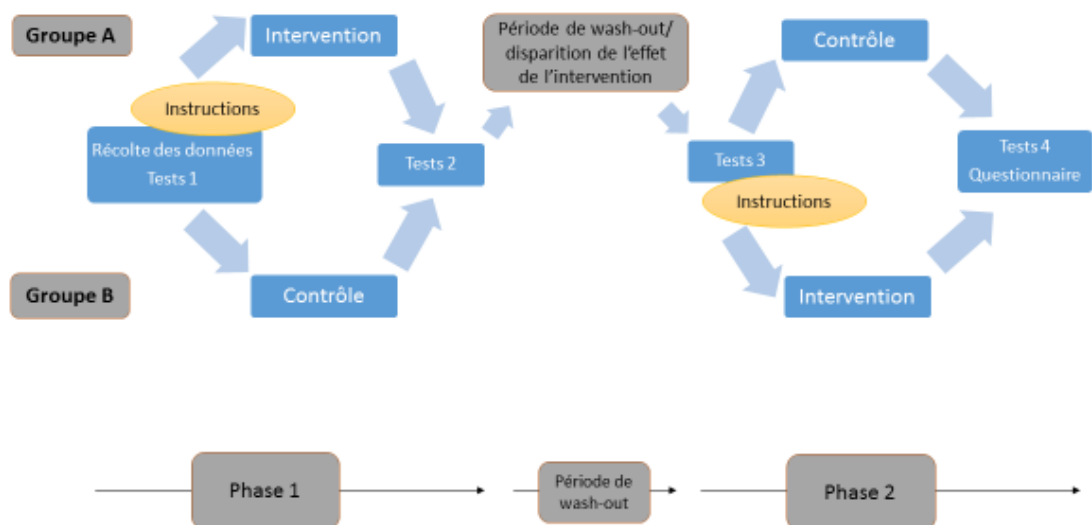 Groupe A
Intervention
Période de wash-out/
disparition de l'effet
de l'intervention
Contrôle
Instructions
Récolte des données
Tests 1
Tests 2
Tests 3
Instructions
Tests 4
Questionnaire
Groupe B
Contrôle
Intervention
Phase 1
Période de
wash-out
Phase 2